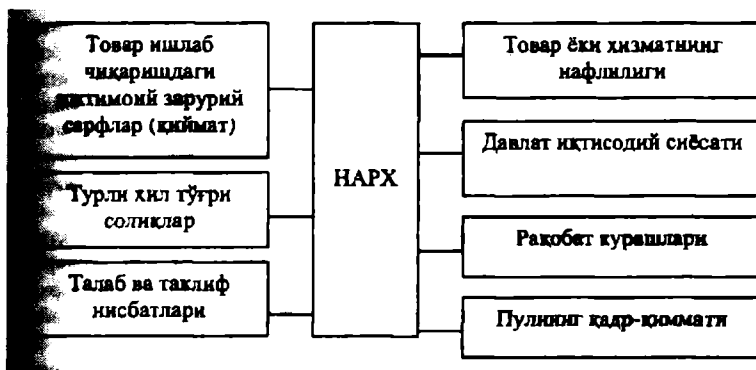 Товар ишлаб
чиқаришдаги
ижтимоий зарурий
сарфлар (қиймат)
Турли хил тўғри
солиқлар
Талаб ва таклиф
нисбатлари
НАРХ
Товар ёки хизматнинг
нафлилиги
Давлат иқтисодий сиёсати
Рақобат курашлари
Пулнинг қадр-қиммати